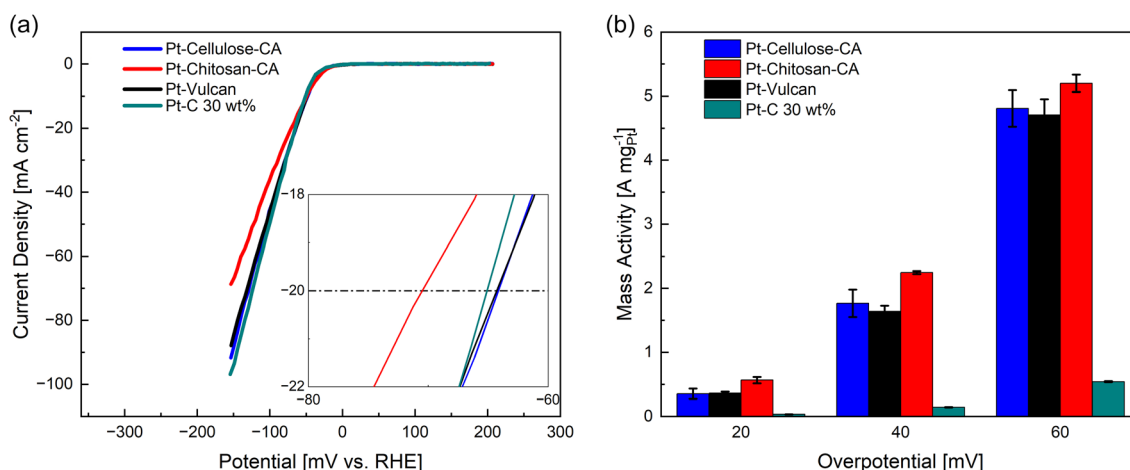 (a)
Pt-Cellulose-CA
Pt-Chitosan-CA
Pt-Vulcan
Pt-C 30 wt%
Current Density [mA cm⁻²]
0
−20
−40
−60
−80
−100
−18
−20
−22
−80
−60
−300
−200
−100
0
100
200
300
Potential [mV vs. RHE]
(b)
Pt-Cellulose-CA
Pt-Vulcan
Pt-Chitosan-CA
Pt-C 30 wt%
Mass Activity [A mg⁻¹Pt]
6
5
4
3
2
1
0
20
40
60
Overpotential [mV]